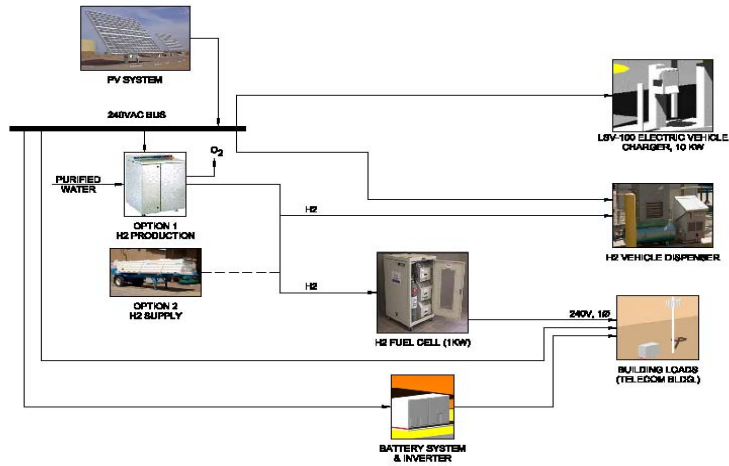 PV SYSTEM
240VAC BUS
LSV-100 ELECTRIC VEHICLE
CHARGER, 10 KW
O2
PURIFIED
WATER
H2
OPTION 1
H2 PRODUCTION
H2 VEHICLE DISPENSER
H2
OPTION 2
H2 SUPPLY
240V, 1Ø
H2 FUEL CELL (1KW)
BUILDING LOADS
(TELECOM BLDG.)
BATTERY SYSTEM
& INVERTER